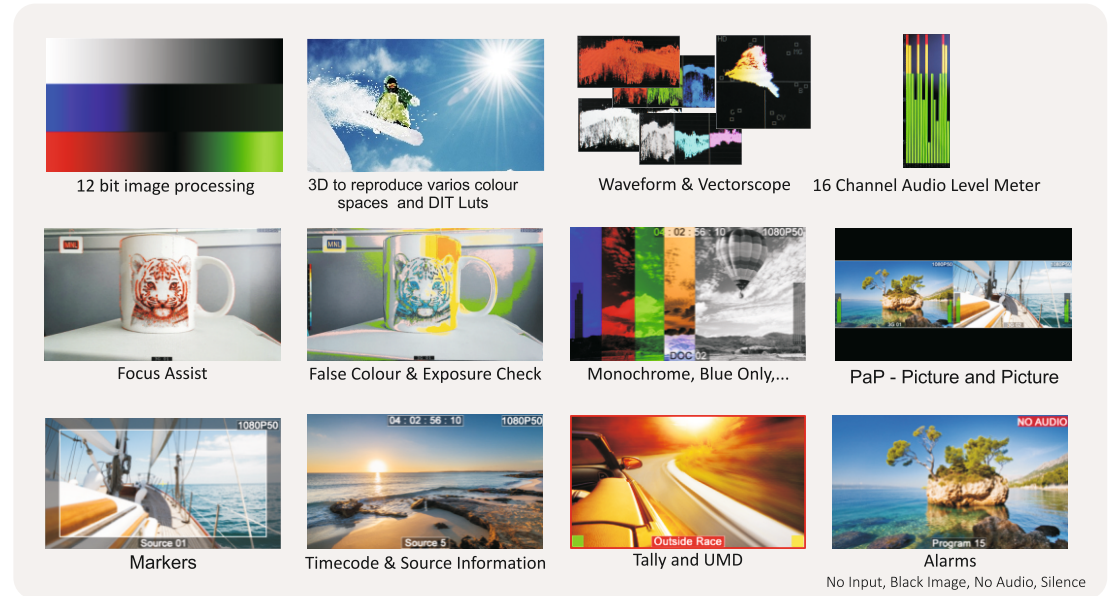 12 bit image processing
3D to reproduce varios colour
spaces and DIT Luts
Waveform & Vectorscope
16 Channel Audio Level Meter
MNL
Focus Assist
MNL
False Colour & Exposure Check
04 : 02 : 56 : 10
1080P50
DOC 02
Monochrome, Blue Only,...
1080P50
1080P50
PaP - Picture and Picture
1080P50
Source 01
Markers
04 : 02 : 56 : 10
1080P50
Source 5
Timecode & Source Information
Outside Race
Tally and UMD
NO AUDIO
Program 15
Alarms
No Input, Black Image, No Audio, Silence